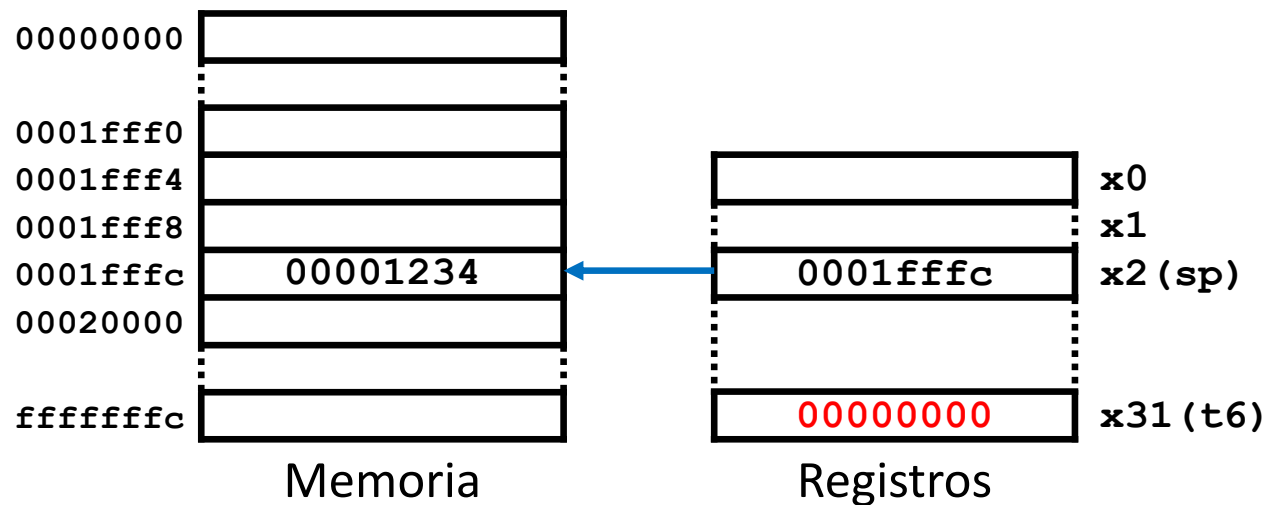 00000000
0001fff0
0001fff4 x0
0001fff8 x1
0001fffc 00001234 0001fffc x2(sp)
00020000
fffffffc 00000000 x31(t6)
Memoria Registros